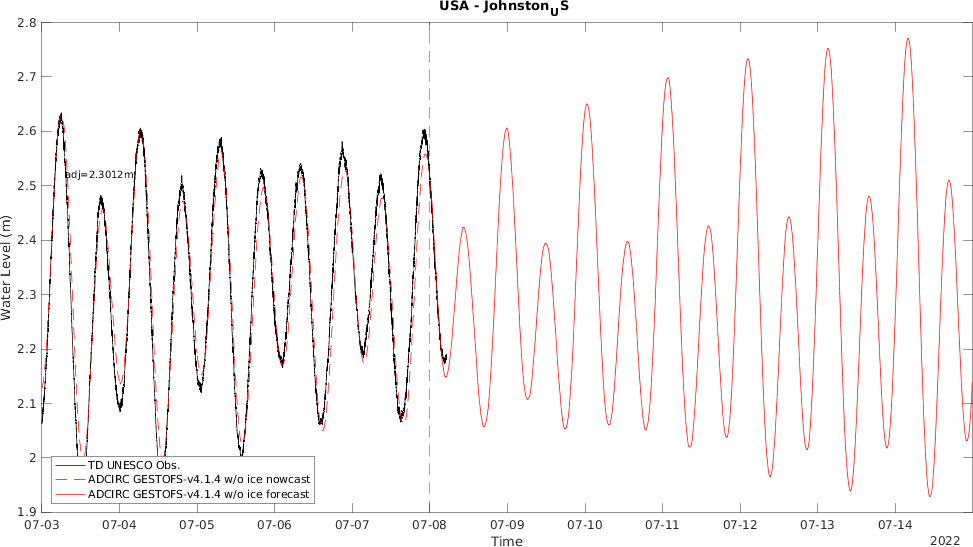 USA - Johnston_US
2.8
2.7
2.6
adj=2.3012m
2.5
2.4
Water Level (m)
2.3
2.2
2.1
2
1.9
TD UNESCO Obs.
ADCIRC GESTOFS-v4.1.4 w/o ice nowcast
ADCIRC GESTOFS-v4.1.4 w/o ice forecast
07-03 07-04 07-05 07-06 07-07 07-08 07-09 07-10 07-11 07-12 07-13 07-14
Time
2022